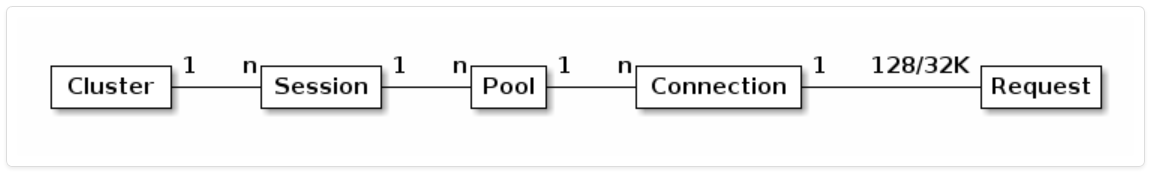 1 n 1 n 1 n 1 128/32K
Cluster Session Pool Connection Request